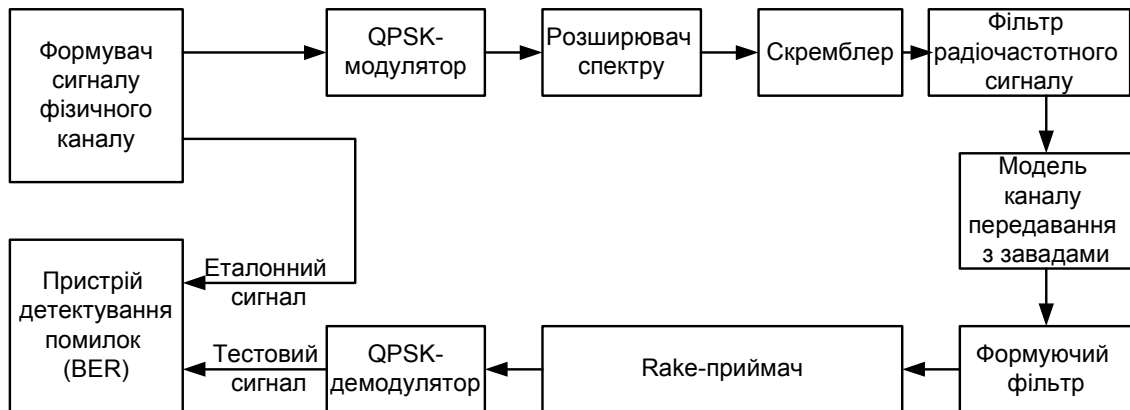 Формувач
сигналу
фізичного
каналу
QPSK-
модулятор
Розширювач
спектру
Скремблер
Фільтр
радіочастотного
сигналу
Модель
каналу
передавання
з завадами
Пристрій
детектування
помилок
(BER)
Еталонний
сигнал
Тестовий
сигнал
QPSK-
демодулятор
Rake-приймач
Формуючий
фільтр